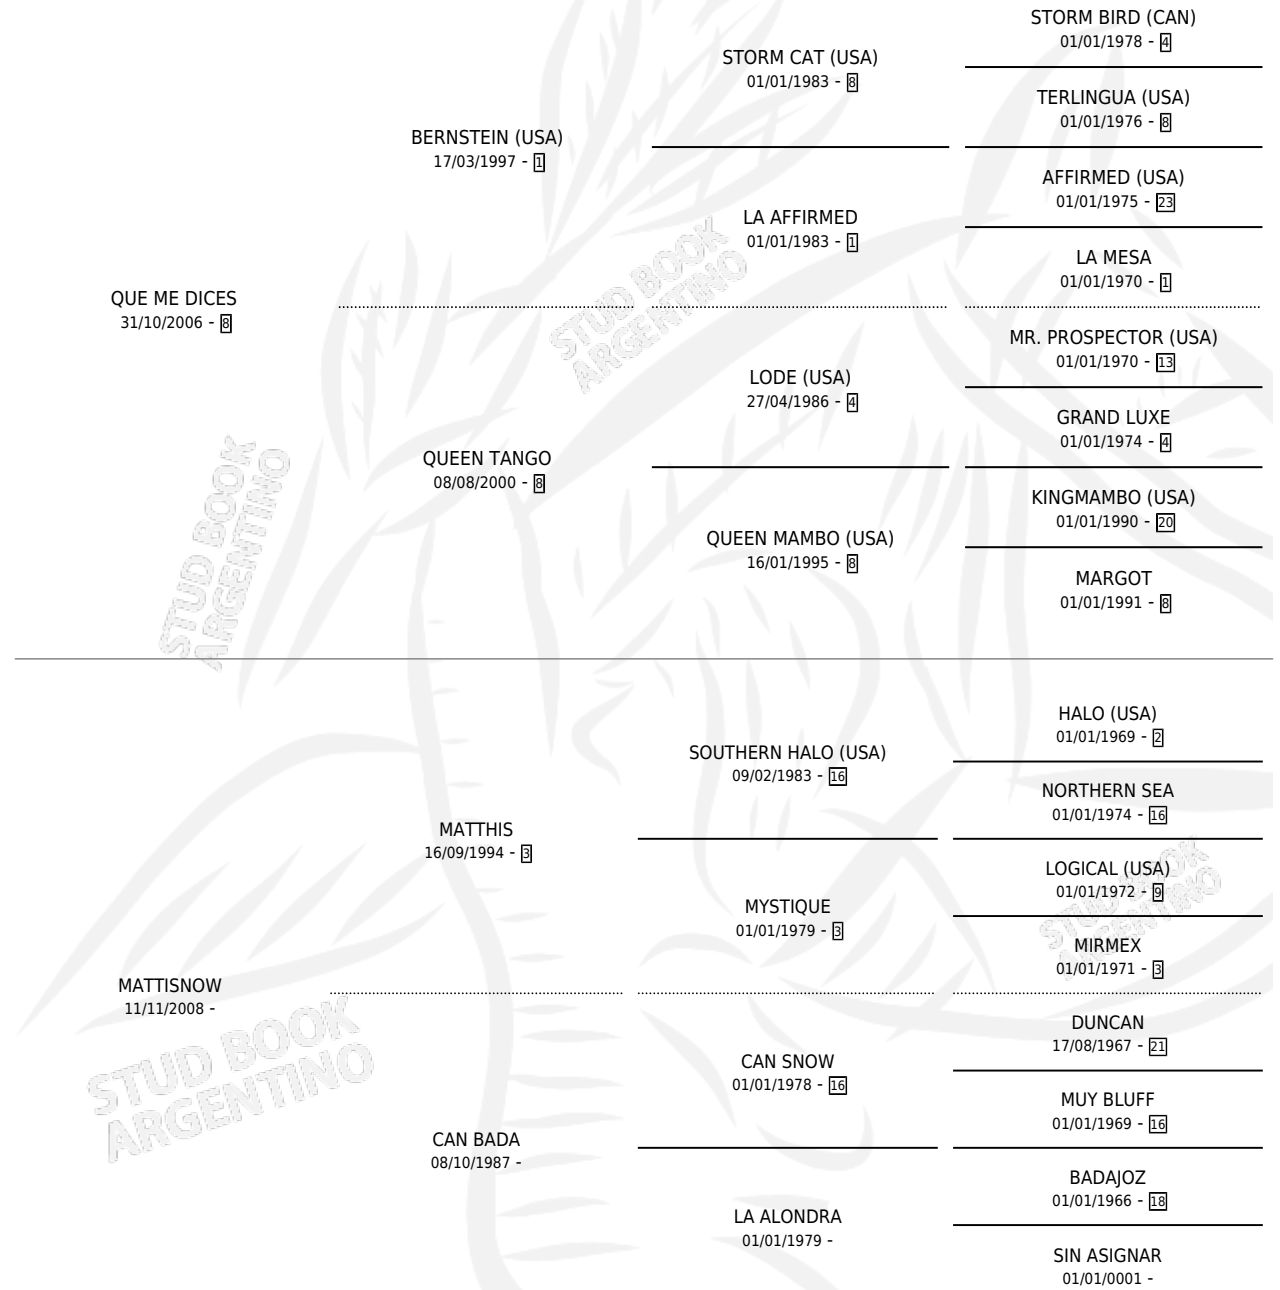 STORM BIRD (CAN)
01/01/1978 - 4
STORM CAT (USA)
01/01/1983 - 8
TERLINGUA (USA)
01/01/1976 - 8
BERNSTEIN (USA)
17/03/1997 - 1
AFFIRMED (USA)
01/01/1975 - 23
LA AFFIRMED
01/01/1983 - 1
LA MESA
01/01/1970 - 1
QUE ME DICES
31/10/2006 - 8
MR. PROSPECTOR (USA)
01/01/1970 - 13
LODE (USA)
27/04/1986 - 4
GRAND LUXE
01/01/1974 - 4
QUEEN TANGO
08/08/2000 - 8
KINGMAMBO (USA)
01/01/1990 - 20
QUEEN MAMBO (USA)
16/01/1995 - 8
MARGOT
01/01/1991 - 8
HALO (USA)
01/01/1969 - 2
SOUTHERN HALO (USA)
09/02/1983 - 16
NORTHERN SEA
01/01/1974 - 16
MATTHIS
16/09/1994 - 3
LOGICAL (USA)
01/01/1972 - 9
MYSTIQUE
01/01/1979 - 3
MIRMEX
01/01/1971 - 3
MATTISNOW
11/11/2008 -
DUNCAN
17/08/1967 - 21
CAN SNOW
01/01/1978 - 16
MUY BLUFF
01/01/1969 - 16
CAN BADA
08/10/1987 -
BADAJOZ
01/01/1966 - 18
LA ALONDRA
01/01/1979 -
SIN ASIGNAR
01/01/0001 -
STUD BOOK
ARGENTINO
STUD BOOK
ARGENTINO
STUD BOOK
ARGENTINO
STUD BOOK
ARGENTINO